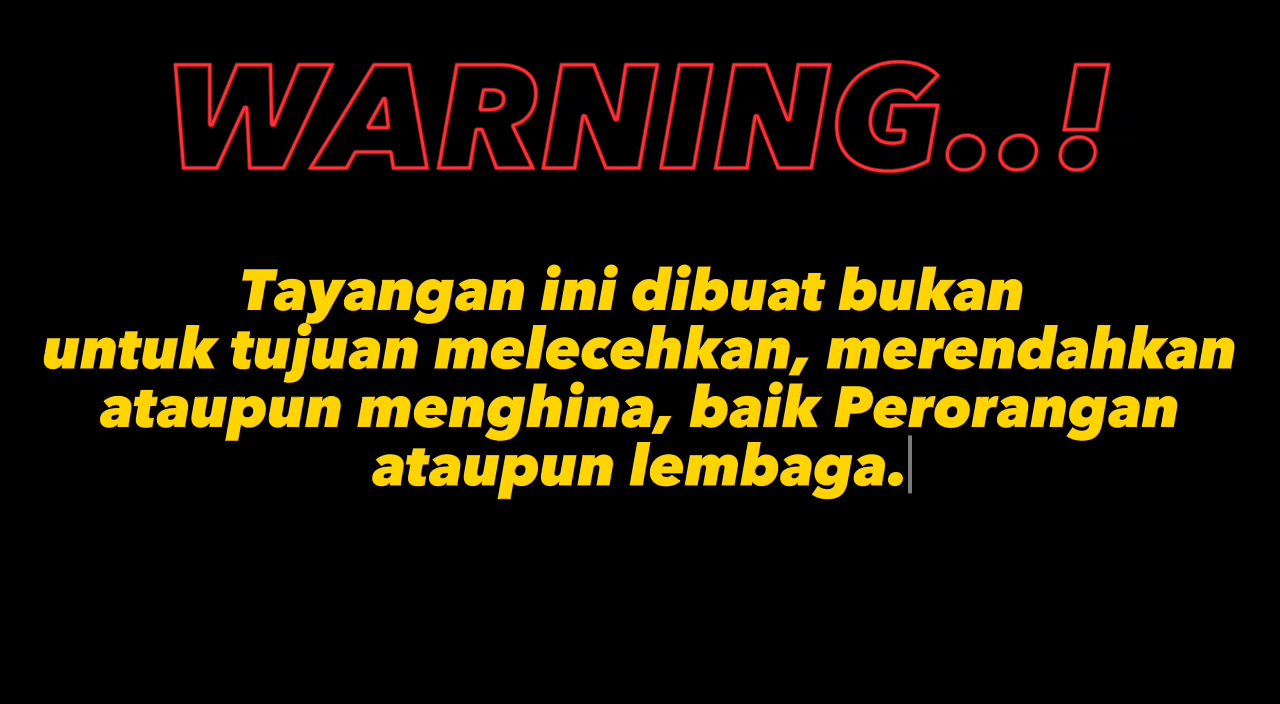 WARNING..!
Tayangan ini dibuat bukan
untuk tujuan melecehkan, merendahkan
ataupun menghina, baik Perorangan
ataupun lembaga.